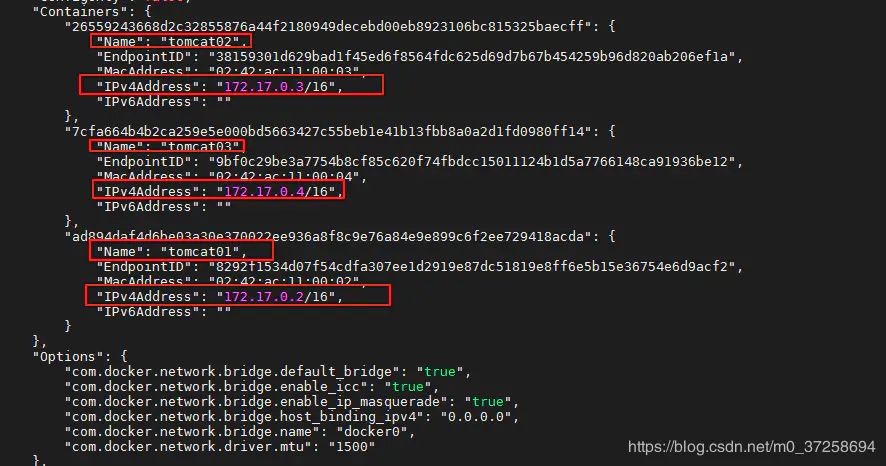 "Containers": {
"26559243668d2c32855876a44f2180949decebd00eb8923106bc815325baecff": {
"Name": "tomcat02",
"EndpointID": "38159301d629bad1f45ed6f8564fdc625d69d7b67b454259b96d820ab206ef1a",
"MacAddress": "02:42:ac:11:00:03",
"IPv4Address": "172.17.0.3/16",
"IPv6Address": ""
},
"7cfa664b4b2ca259e5e000bd5663427c55beb1e41b13fbb8a0a2d1fd0980ff14": {
"Name": "tomcat03",
"EndpointID": "9bf0c29be3a7754b8cf85c620f74fbdcc15011124b1d5a7766148ca91936be12",
"MacAddress": "02:42:ac:11:00:04",
"IPv4Address": "172.17.0.4/16",
"IPv6Address": ""
},
"ad894daf4d6be03a30e370022ee936a8f8c9e76a84e9e899c6f2ee729418acda": {
"Name": "tomcat01",
"EndpointID": "8292f1534d07f54cdfa307ee1d2919e87dc51819e8ff6e5b15e36754e6d9acf2",
"MacAddress": "02:42:ac:11:00:02",
"IPv4Address": "172.17.0.2/16",
"IPv6Address": ""
}
},
"Options": {
"com.docker.network.bridge.default_bridge": "true",
"com.docker.network.bridge.enable_icc": "true",
"com.docker.network.bridge.enable_ip_masquerade": "true",
"com.docker.network.bridge.host_binding_ipv4": "0.0.0.0",
"com.docker.network.bridge.name": "docker0",
"com.docker.network.driver.mtu": "1500"
},
https://blog.csdn.net/m0_37258694